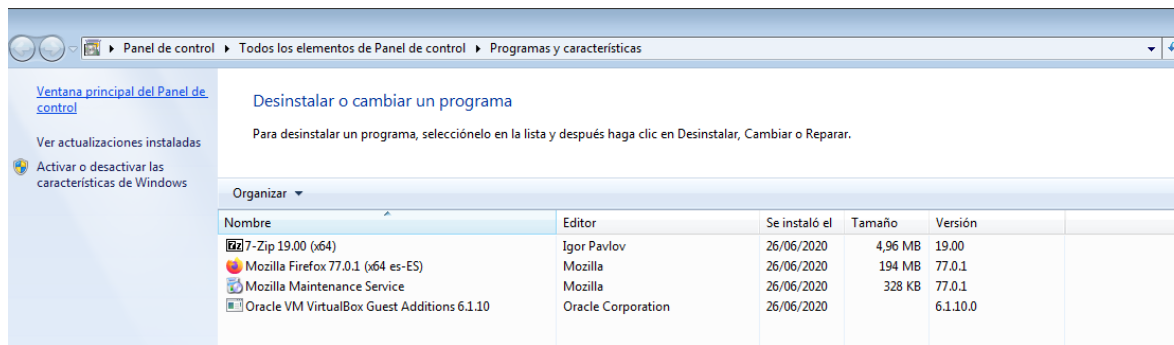 Panel de control ▸ Todos los elementos de Panel de control ▸ Programas y características
Ventana principal del Panel de
control
Ver actualizaciones instaladas
Activar o desactivar las
características de Windows
Desinstalar o cambiar un programa
Para desinstalar un programa, selecciónelo en la lista y después haga clic en Desinstalar, Cambiar o Reparar.
Organizar
Nombre Editor Se instaló el Tamaño Versión
7-Zip 19.00 (x64) Igor Pavlov 26/06/2020 4,96 MB 19.00
Mozilla Firefox 77.0.1 (x64 es-ES) Mozilla 26/06/2020 194 MB 77.0.1
Mozilla Maintenance Service Mozilla 26/06/2020 328 KB 77.0.1
Oracle VM VirtualBox Guest Additions 6.1.10 Oracle Corporation 26/06/2020 6.1.10.0